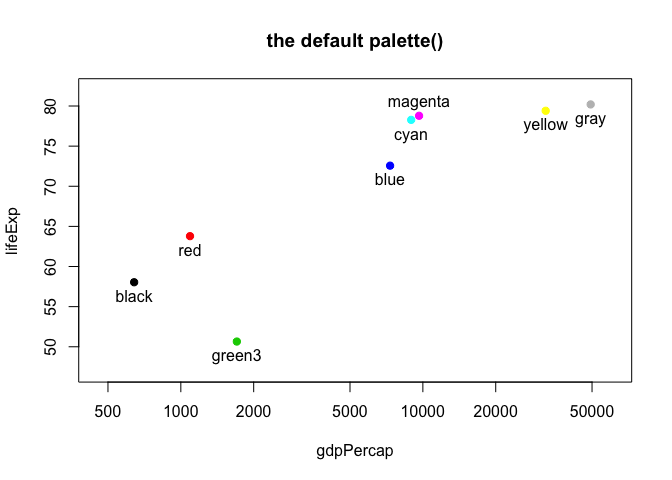 the default palette()
lifeExp
80
75
70
65
60
55
50
magenta
cyan
yellow
gray
blue
red
black
green3
500
1000
2000
5000
10000
20000
50000
gdpPercap